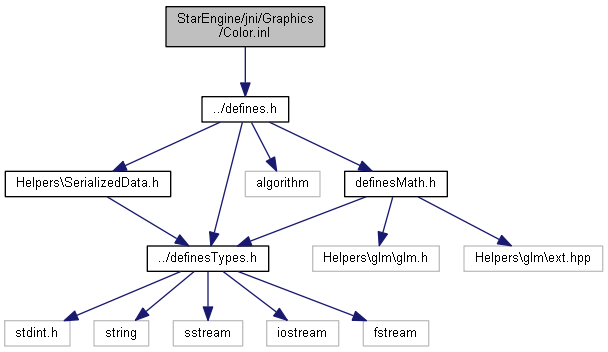 StarEngine/jni/Graphics
/Color.inl
../defines.h
Helpers\SerializedData.h
algorithm
definesMath.h
../definesTypes.h
Helpers\glm\glm.h
Helpers\glm\ext.hpp
stdint.h
string
sstream
iostream
fstream